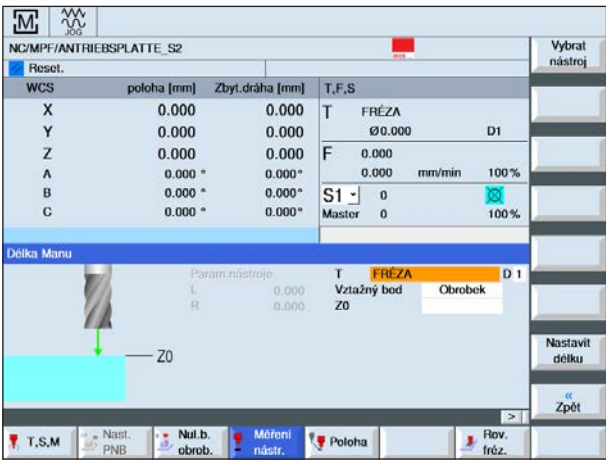 M JOG
NC/MPF/ANTRIEBSPLATTE_S2
Reset.
WCS poloha [mm] Zbyt.dráha [mm] T,F,S
X 0.000 0.000 T FRÉZA
Y 0.000 0.000 Ø0.000 D1
Z 0.000 0.000 F 0.000
A 0.000 ° 0.000° 0.000 mm/min 100%
B 0.000 ° 0.000° S1 0
C 0.000 ° 0.000° Master 0 100%
Délka Manu
Param.nástroje T FRÉZA D 1
L 0.000 Vztažný bod Obrobek
R 0.000 Z0
Z0
Vybrat
nástroj
Nastavit
délku
«
Zpět
>
T,S,M
Nast.
PNB
Nul.b.
obrob.
Měření
nástr.
Poloha
Rov.
fréz.